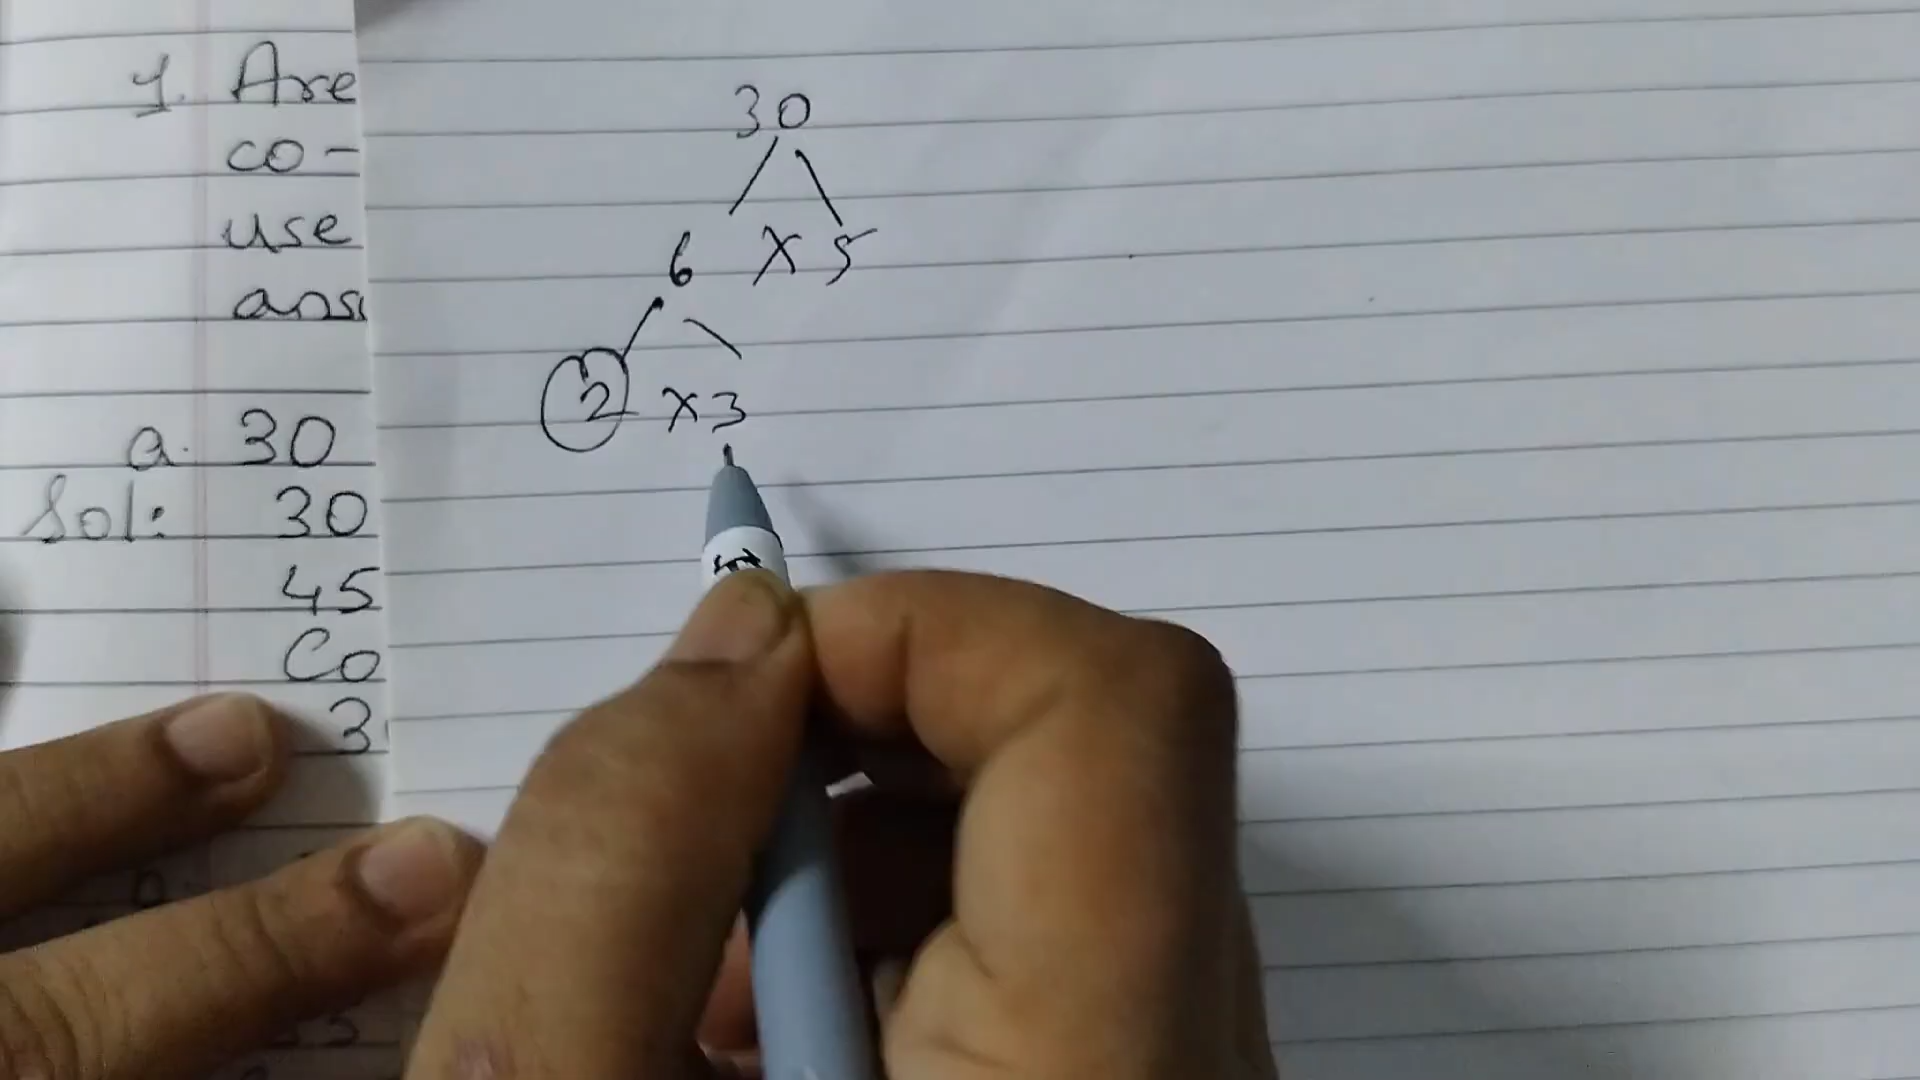 1. Are
co-
use
ans
a. 30
Sol: 30
45
Co
3
30
6 X 5
2 X 3